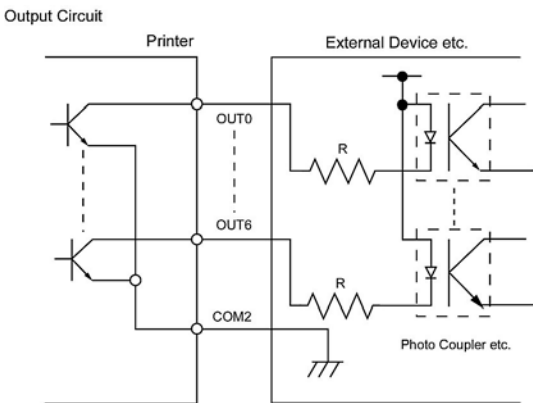 Output Circuit
Printer
External Device etc.
OUT0
R
OUT6
R
COM2
Photo Coupler etc.